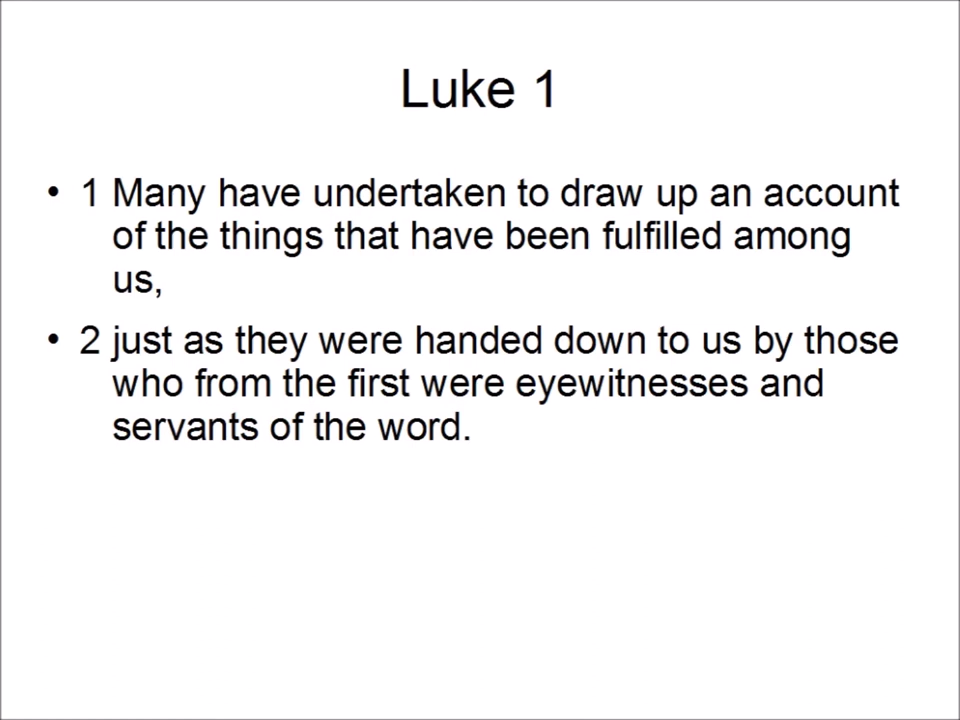 Luke 1
• 1 Many have undertaken to draw up an account
of the things that have been fulfilled among
us,
• 2 just as they were handed down to us by those
who from the first were eyewitnesses and
servants of the word.